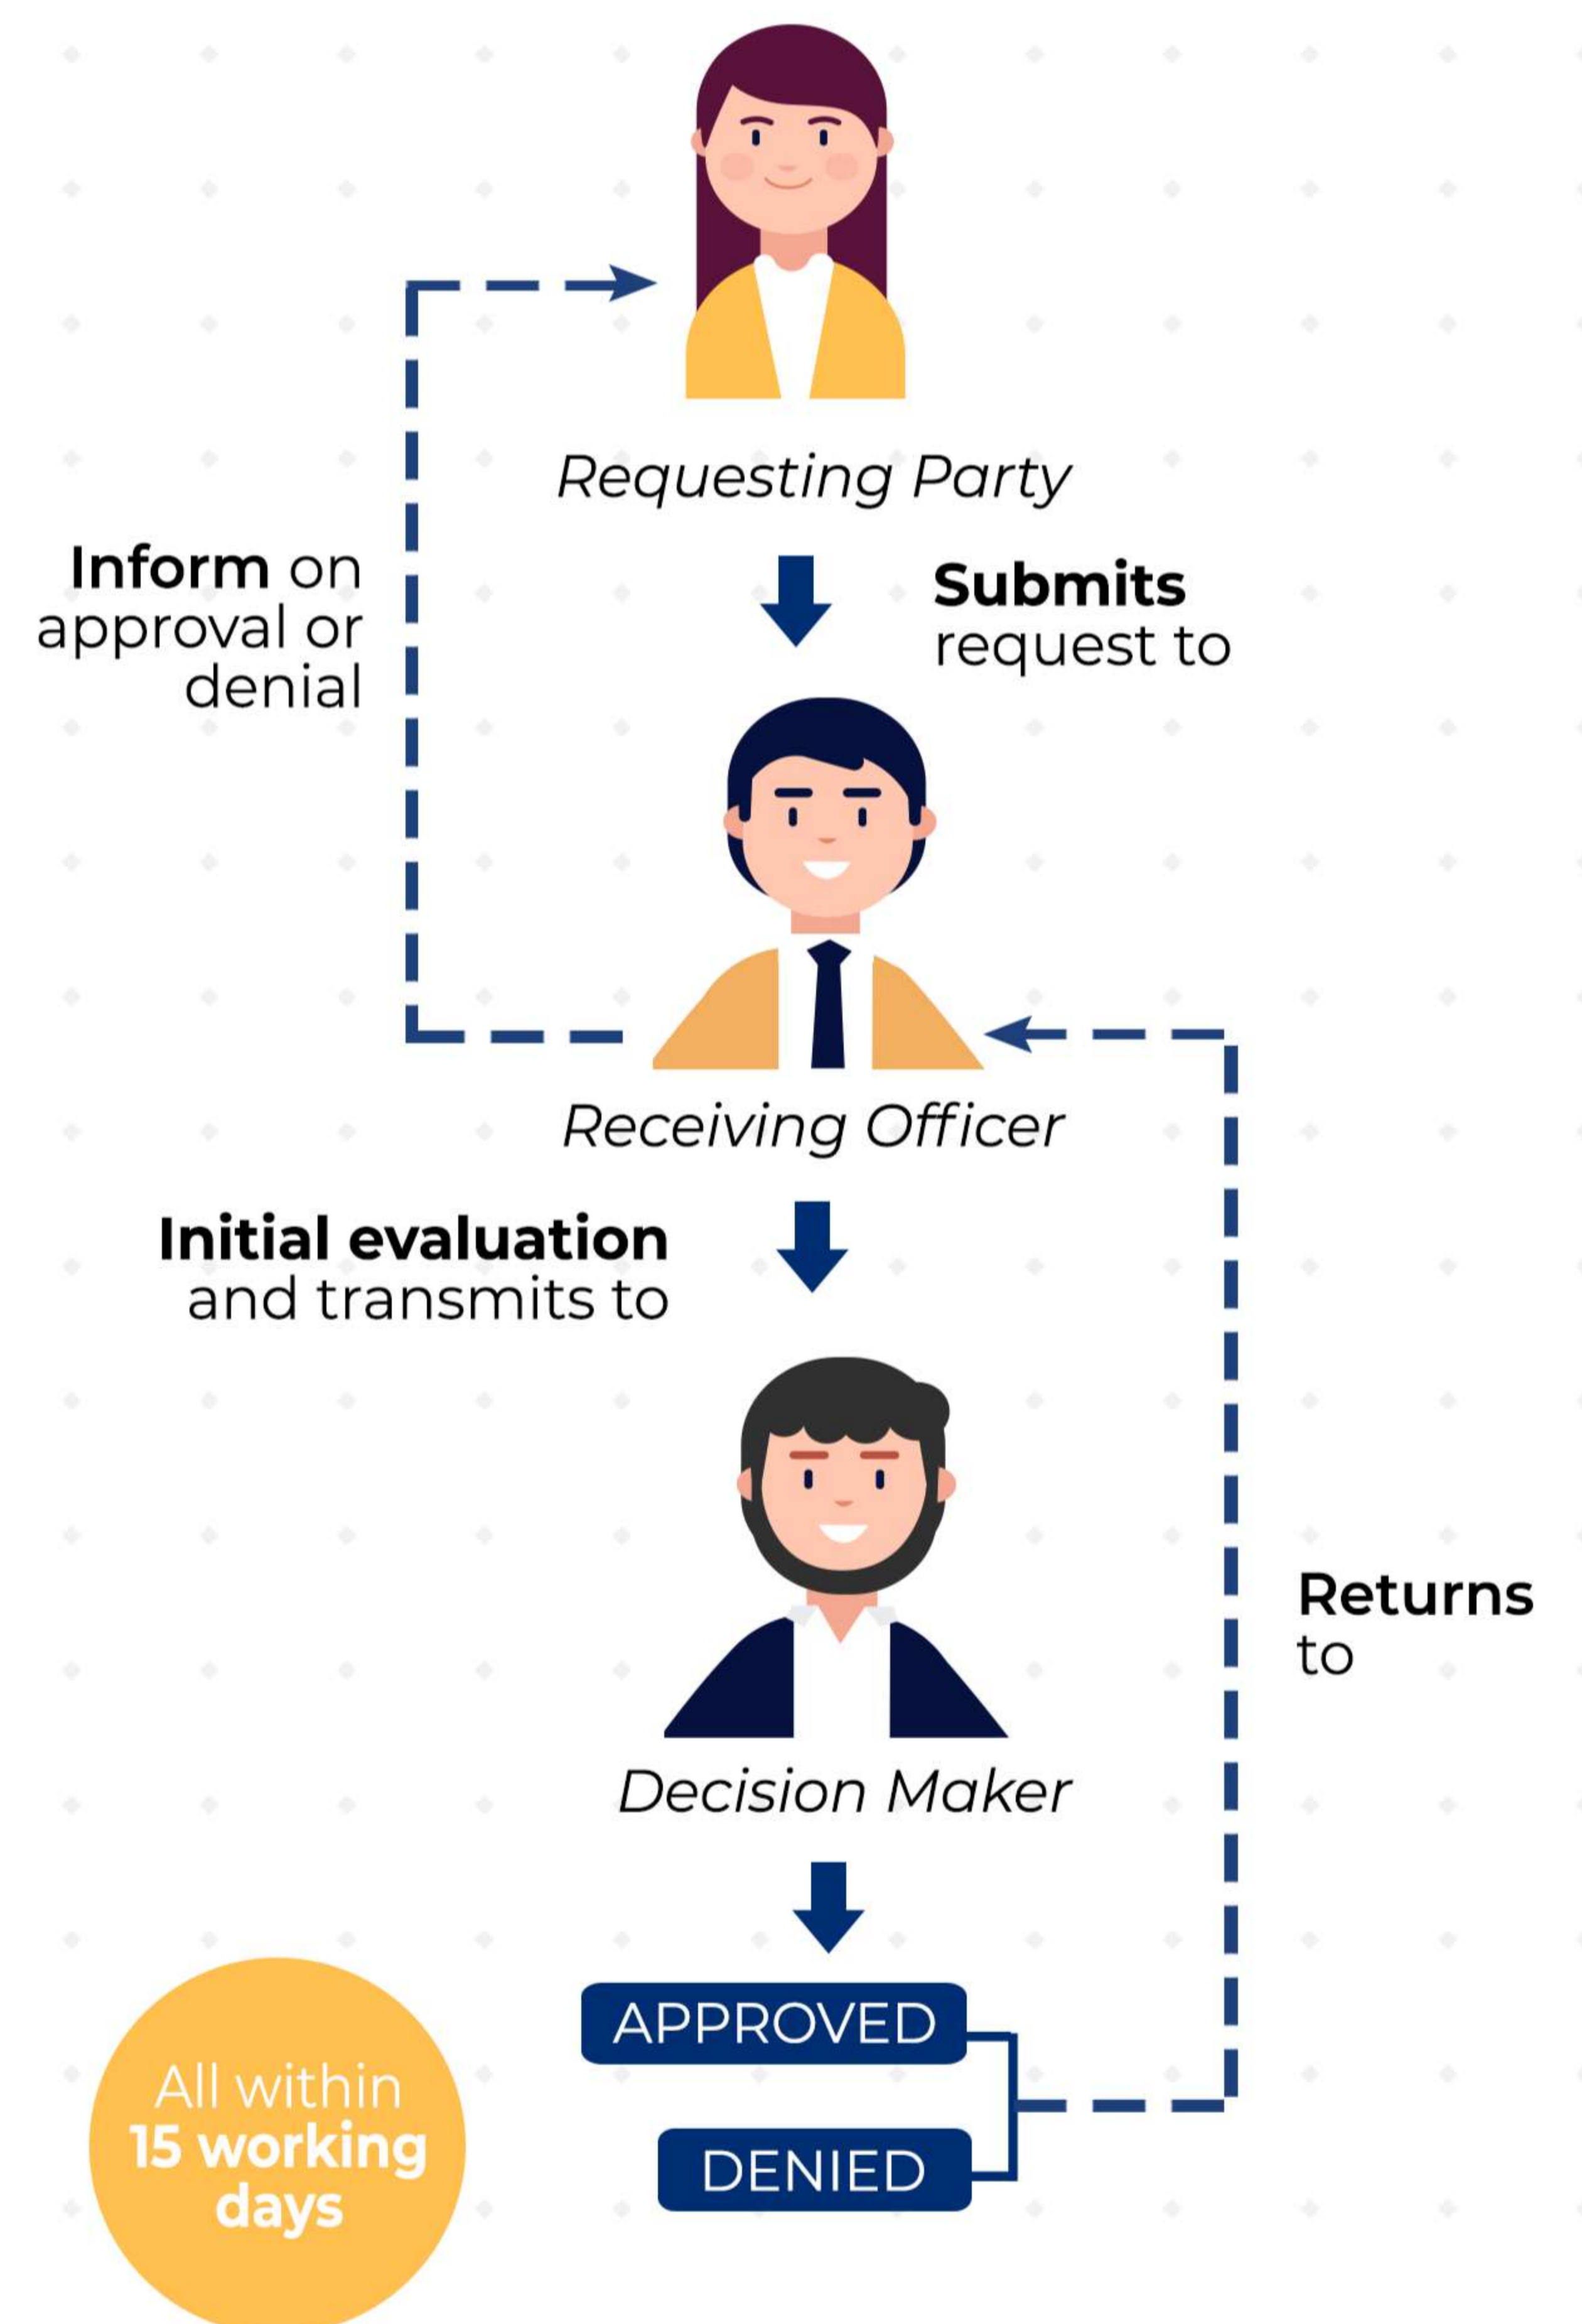 Requesting Party
Inform on
approval or
denial
Submits
request to
Receiving Officer
Initial evaluation
and transmits to
Returns
to
Decision Maker
APPROVED
DENIED
All within
15 working
days